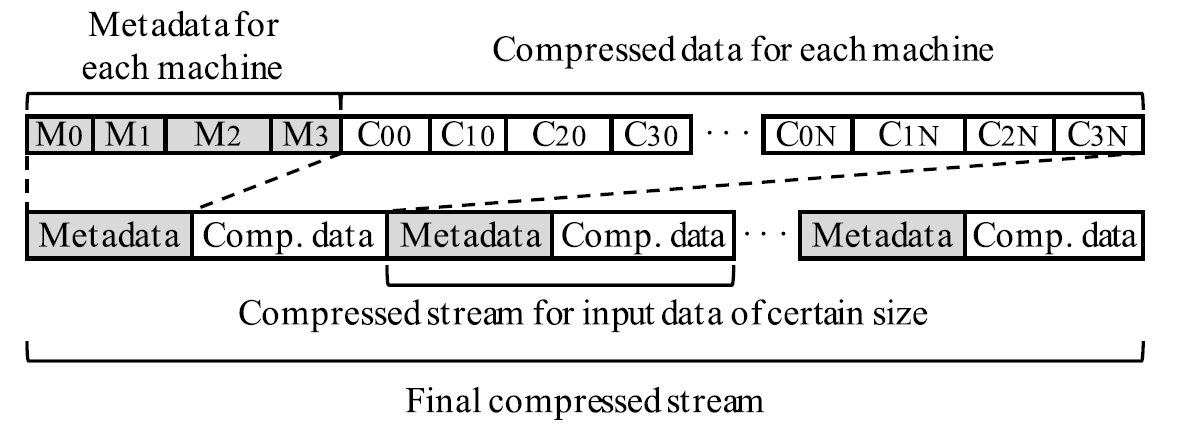 Metadata for
each machine
Compressed data for each machine
M0 M1 M2 M3 C00 C10 C20 C30 ··· C0N C1N C2N C3N
Metadata Comp. data Metadata Comp. data ··· Metadata Comp. data
Compressed stream for input data of certain size
Final compressed stream